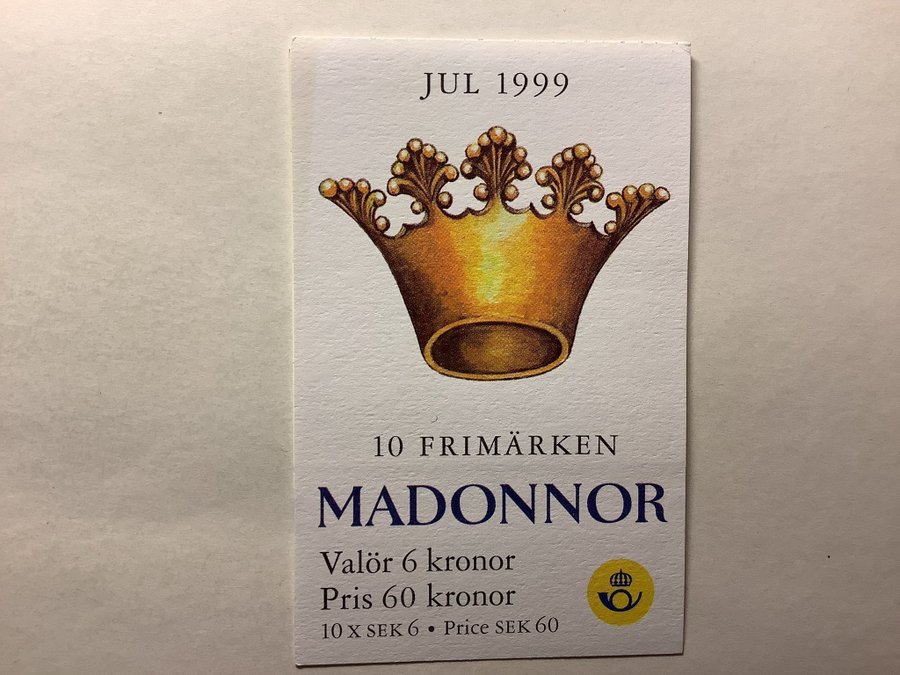 JUL 1999
10 FRIMÄRKEN
MADONNOR
Valör 6 kronor
Pris 60 kronor
10 X SEK 6 • Price SEK 60